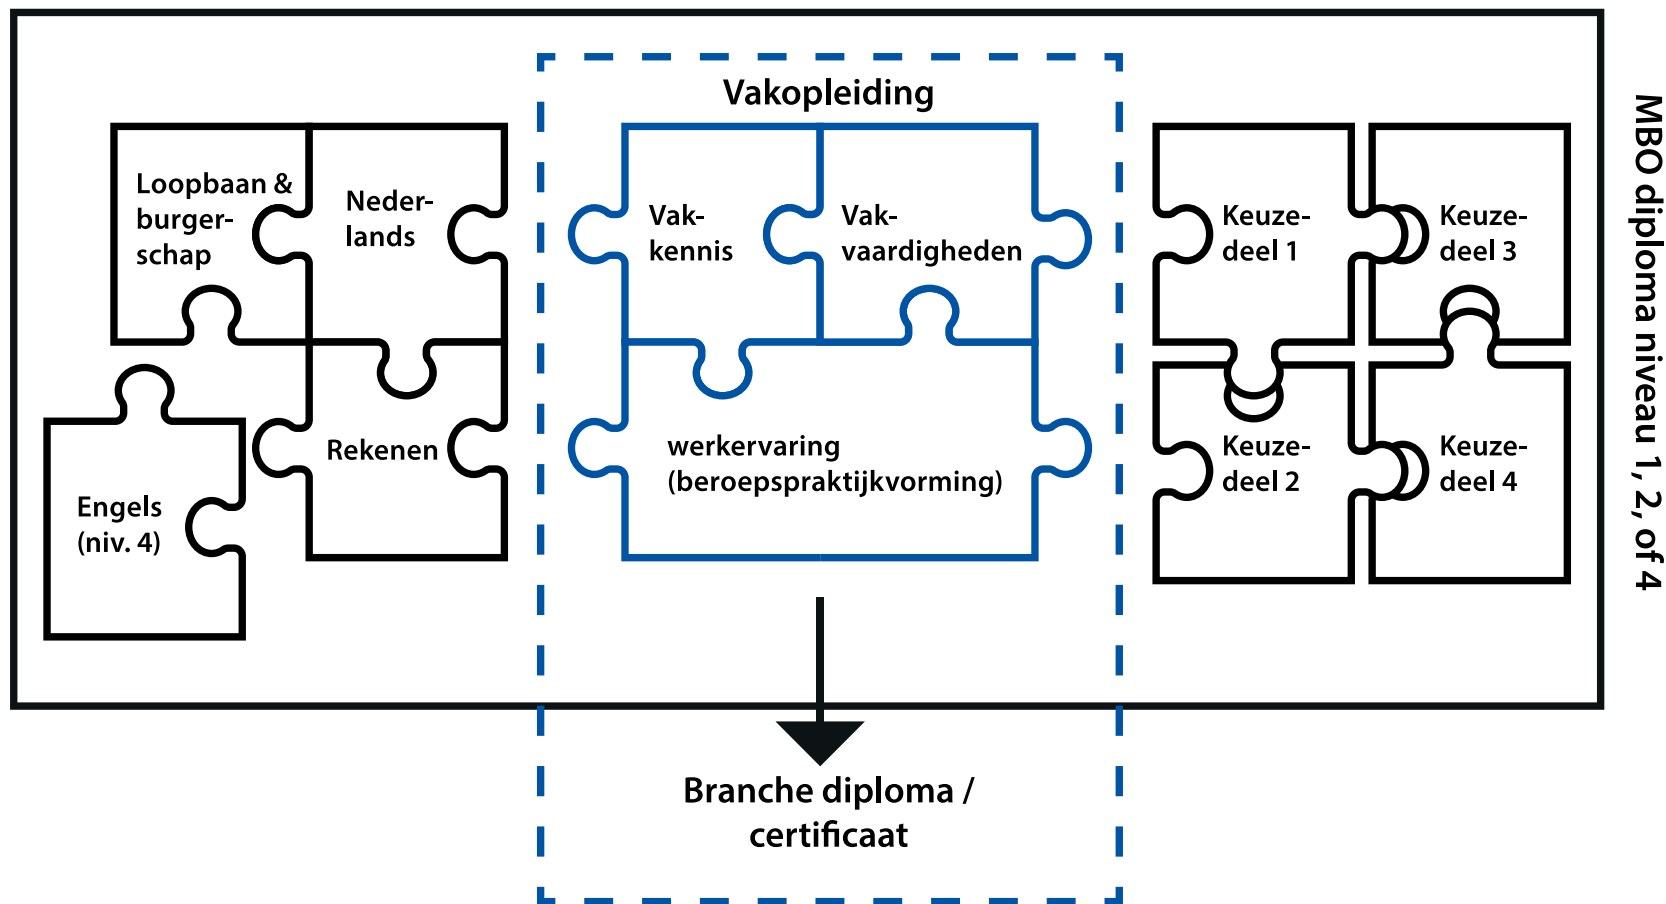 Vakopleiding
Loopbaan &
burger-
schap
Neder-
lands
Engels
(niv. 4)
Rekenen
Vak-
kennis
Vak-
vaardigheden
werkervaring
(beroepspraktijkvorming)
Keuze-
deel 1
Keuze-
deel 3
Keuze-
deel 2
Keuze-
deel 4
Branche diploma /
certificaat
MBO diploma niveau 1, 2, of 4